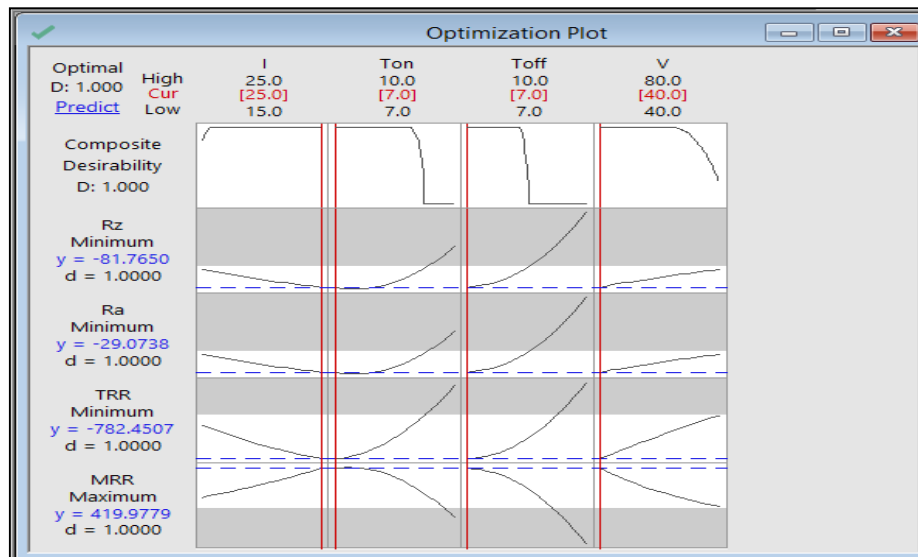 Optimization Plot
Optimal
D: 1.000
Predict
High
Cur
Low
I
25.0
[25.0]
15.0
Ton
10.0
[7.0]
7.0
Toff
10.0
[7.0]
7.0
V
80.0
[40.0]
40.0
Composite
Desirability
D: 1.000
Rz
Minimum
y = -81.7650
d = 1.0000
Ra
Minimum
y = -29.0738
d = 1.0000
TRR
Minimum
y = -782.4507
d = 1.0000
MRR
Maximum
y = 419.9779
d = 1.0000